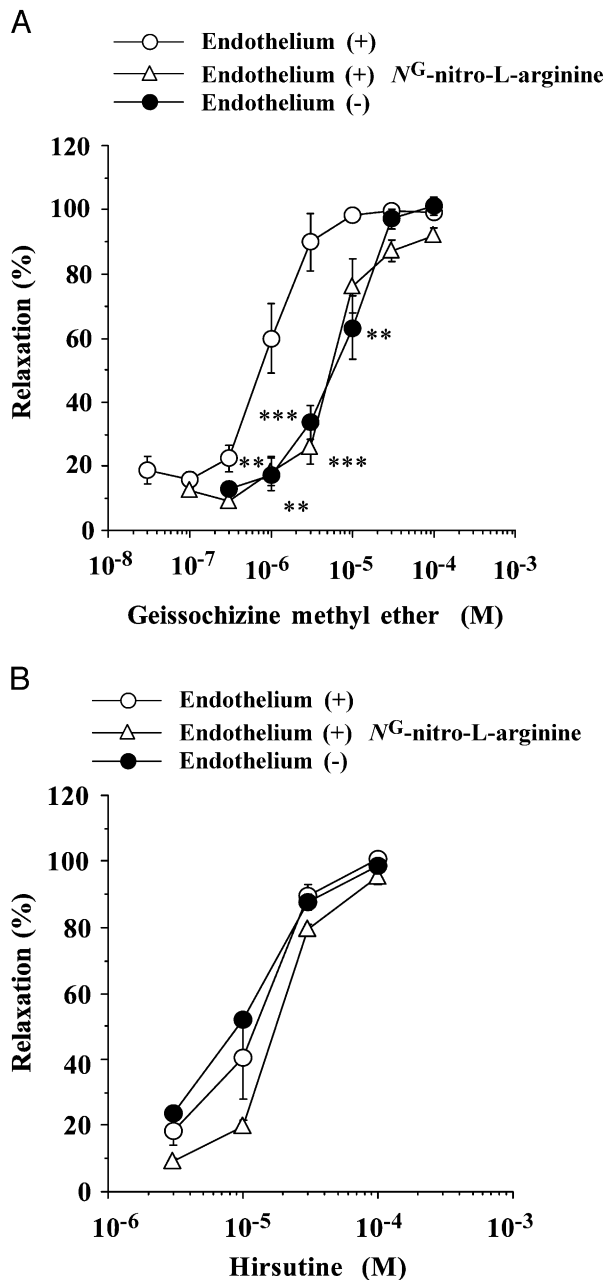 A
Endothelium (+)
Endothelium (+) Nᴳ-nitro-L-arginine
Endothelium (-)
120
100
80
60
40
20
0
Relaxation (%)
**
***
**
***
**
10⁻⁸ 10⁻⁷ 10⁻⁶ 10⁻⁵ 10⁻⁴ 10⁻³
Geissochizine methyl ether (M)
B
Endothelium (+)
Endothelium (+) Nᴳ-nitro-L-arginine
Endothelium (-)
120
100
80
60
40
20
0
Relaxation (%)
10⁻⁶ 10⁻⁵ 10⁻⁴ 10⁻³
Hirsutine (M)